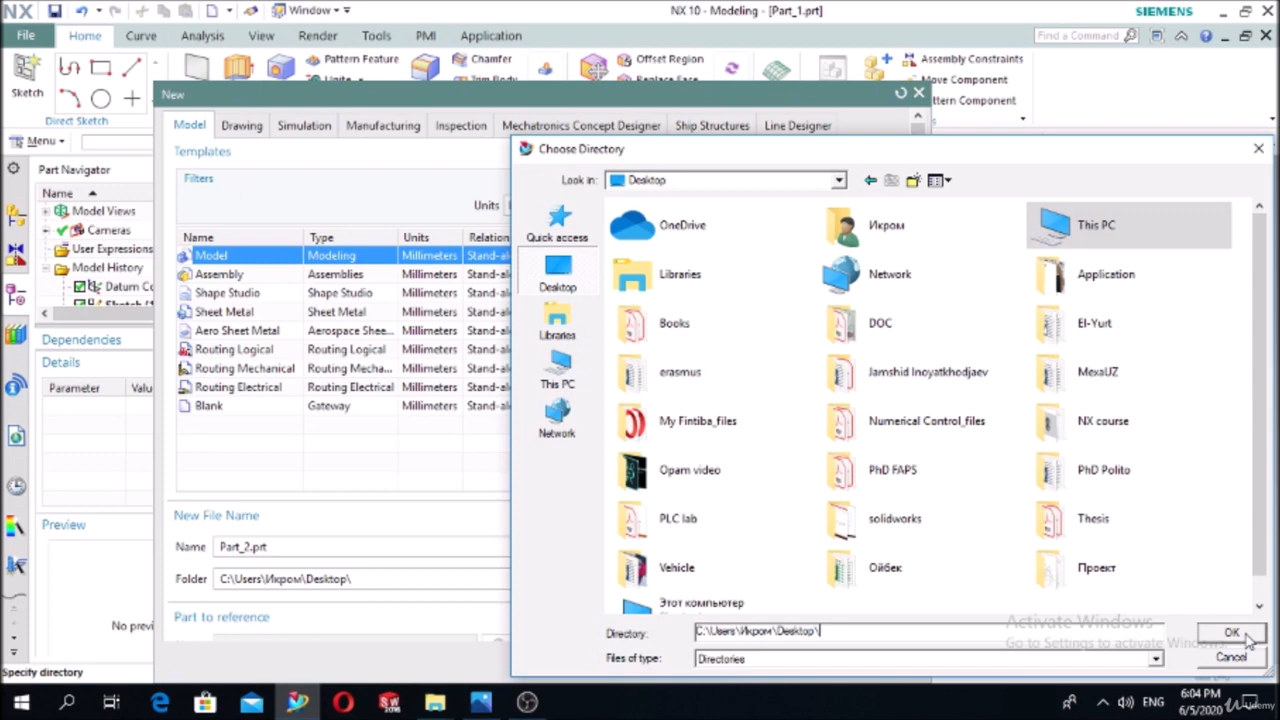 NX Window NX 10 - Modeling - [Part_1.prt] SIEMENS
File Home Curve Analysis View Render Tools PMI Application Find a Command
Pattern Feature Chamfer Offset Region Assembly Constraints
Move Component
Sketch Pattern Component
Direct Sketch
New
Menu
Model Drawing Simulation Manufacturing Inspection Mechatronics Concept Designer Ship Structures Line Designer
Templates
Filters
Units
Name Type Units Relation
Model Modeling Millimeters Stand-al
Assembly Assemblies Millimeters Stand-al
Shape Studio Shape Studio Millimeters Stand-al
Sheet Metal Sheet Metal Millimeters Stand-al
Aero Sheet Metal Aerospace Shee... Millimeters Stand-al
Routing Logical Routing Logical Millimeters Stand-al
Routing Mechanical Routing Mecha... Millimeters Stand-al
Routing Electrical Routing Electrical Millimeters Stand-al
Blank Gateway Millimeters Stand-al
New File Name
Name Part_2.prt
Folder C:\Users\Икром\Desktop\
Part to reference
Part Navigator
Name
Model Views
Cameras
User Expressions
Model History
Datum Co
Sketch (1
Dependencies
Details
Parameter Valu
Preview
No previ
Specify directory
Choose Directory
Look in: Desktop
Quick access
Desktop
Libraries
This PC
Network
OneDrive Икром This PC
Libraries Network Application
Books DOC El-Yurt
erasmus Jamshid Inoyatkhodjaev MexaUZ
My Fintiba_files Numerical Control_files NX course
Opam video PhD FAPS PhD Polito
PLC lab solidworks Thesis
Vehicle Ойбек Проект
Этот компьютер
Directory: C:\Users\Икром\Desktop\ OK
Files of type: Directories Cancel
Activate Windows
Go to Settings to activate Windows.
ENG 6:04 PM
6/5/2020
Udemy